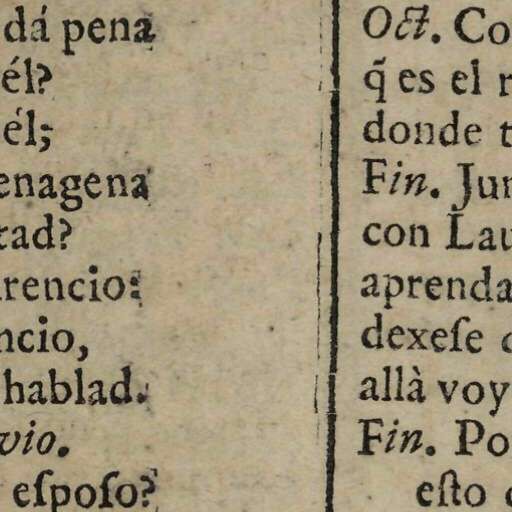 dá pena
él?
él;
enagena
tad?
rencio:
ncio,
hablad.
vio.
eſpoſo?
Oct. Co
q̃ es el r
donde t
Fin. Jun
con Lau
aprenda
dexeſe
allà voy
Fin. Po
eſto